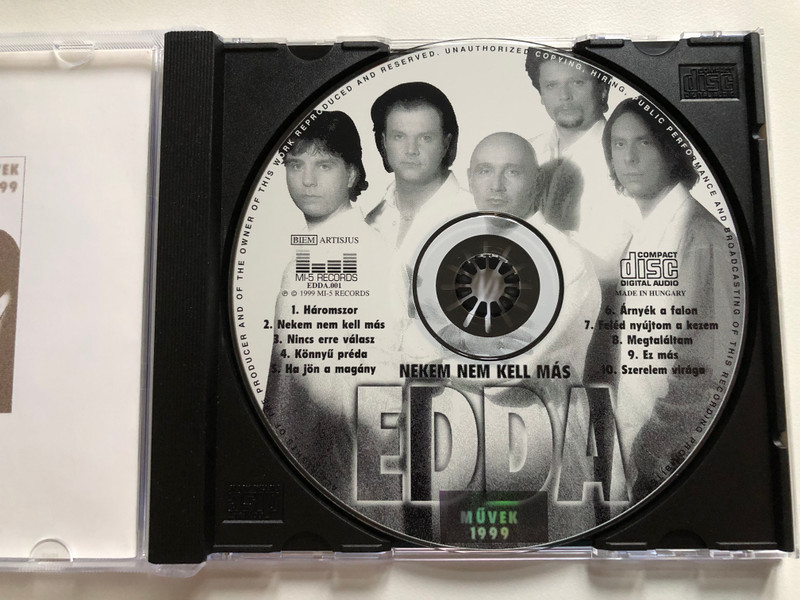 VEK
99
PRODUCER AND OF THE OWNER OF THIS WORK REPRODUCED AND RESERVED. UNAUTHORIZED COPYING, HIRING, PUBLIC PERFORMANCE AND BROADCASTING OF THIS RECORDING
BIEM ARTISJUS
MI-5 RECORDS
EDDA.001
℗ © 1999 MI-5 RECORDS
1. Háromszor
2. Nekem nem kell más
3. Nincs erre válasz
4. Könnyű préda
5. Ha jön a magány
COMPACT
disc
DIGITAL AUDIO
MADE IN HUNGARY
6. Árnyék a falon
7. Feléd nyújtom a kezem
8. Megtaláltam
9. Ez más
10. Szerelem virága
NEKEM NEM KELL MÁS
EDDA
MŰVEK
1999
disc